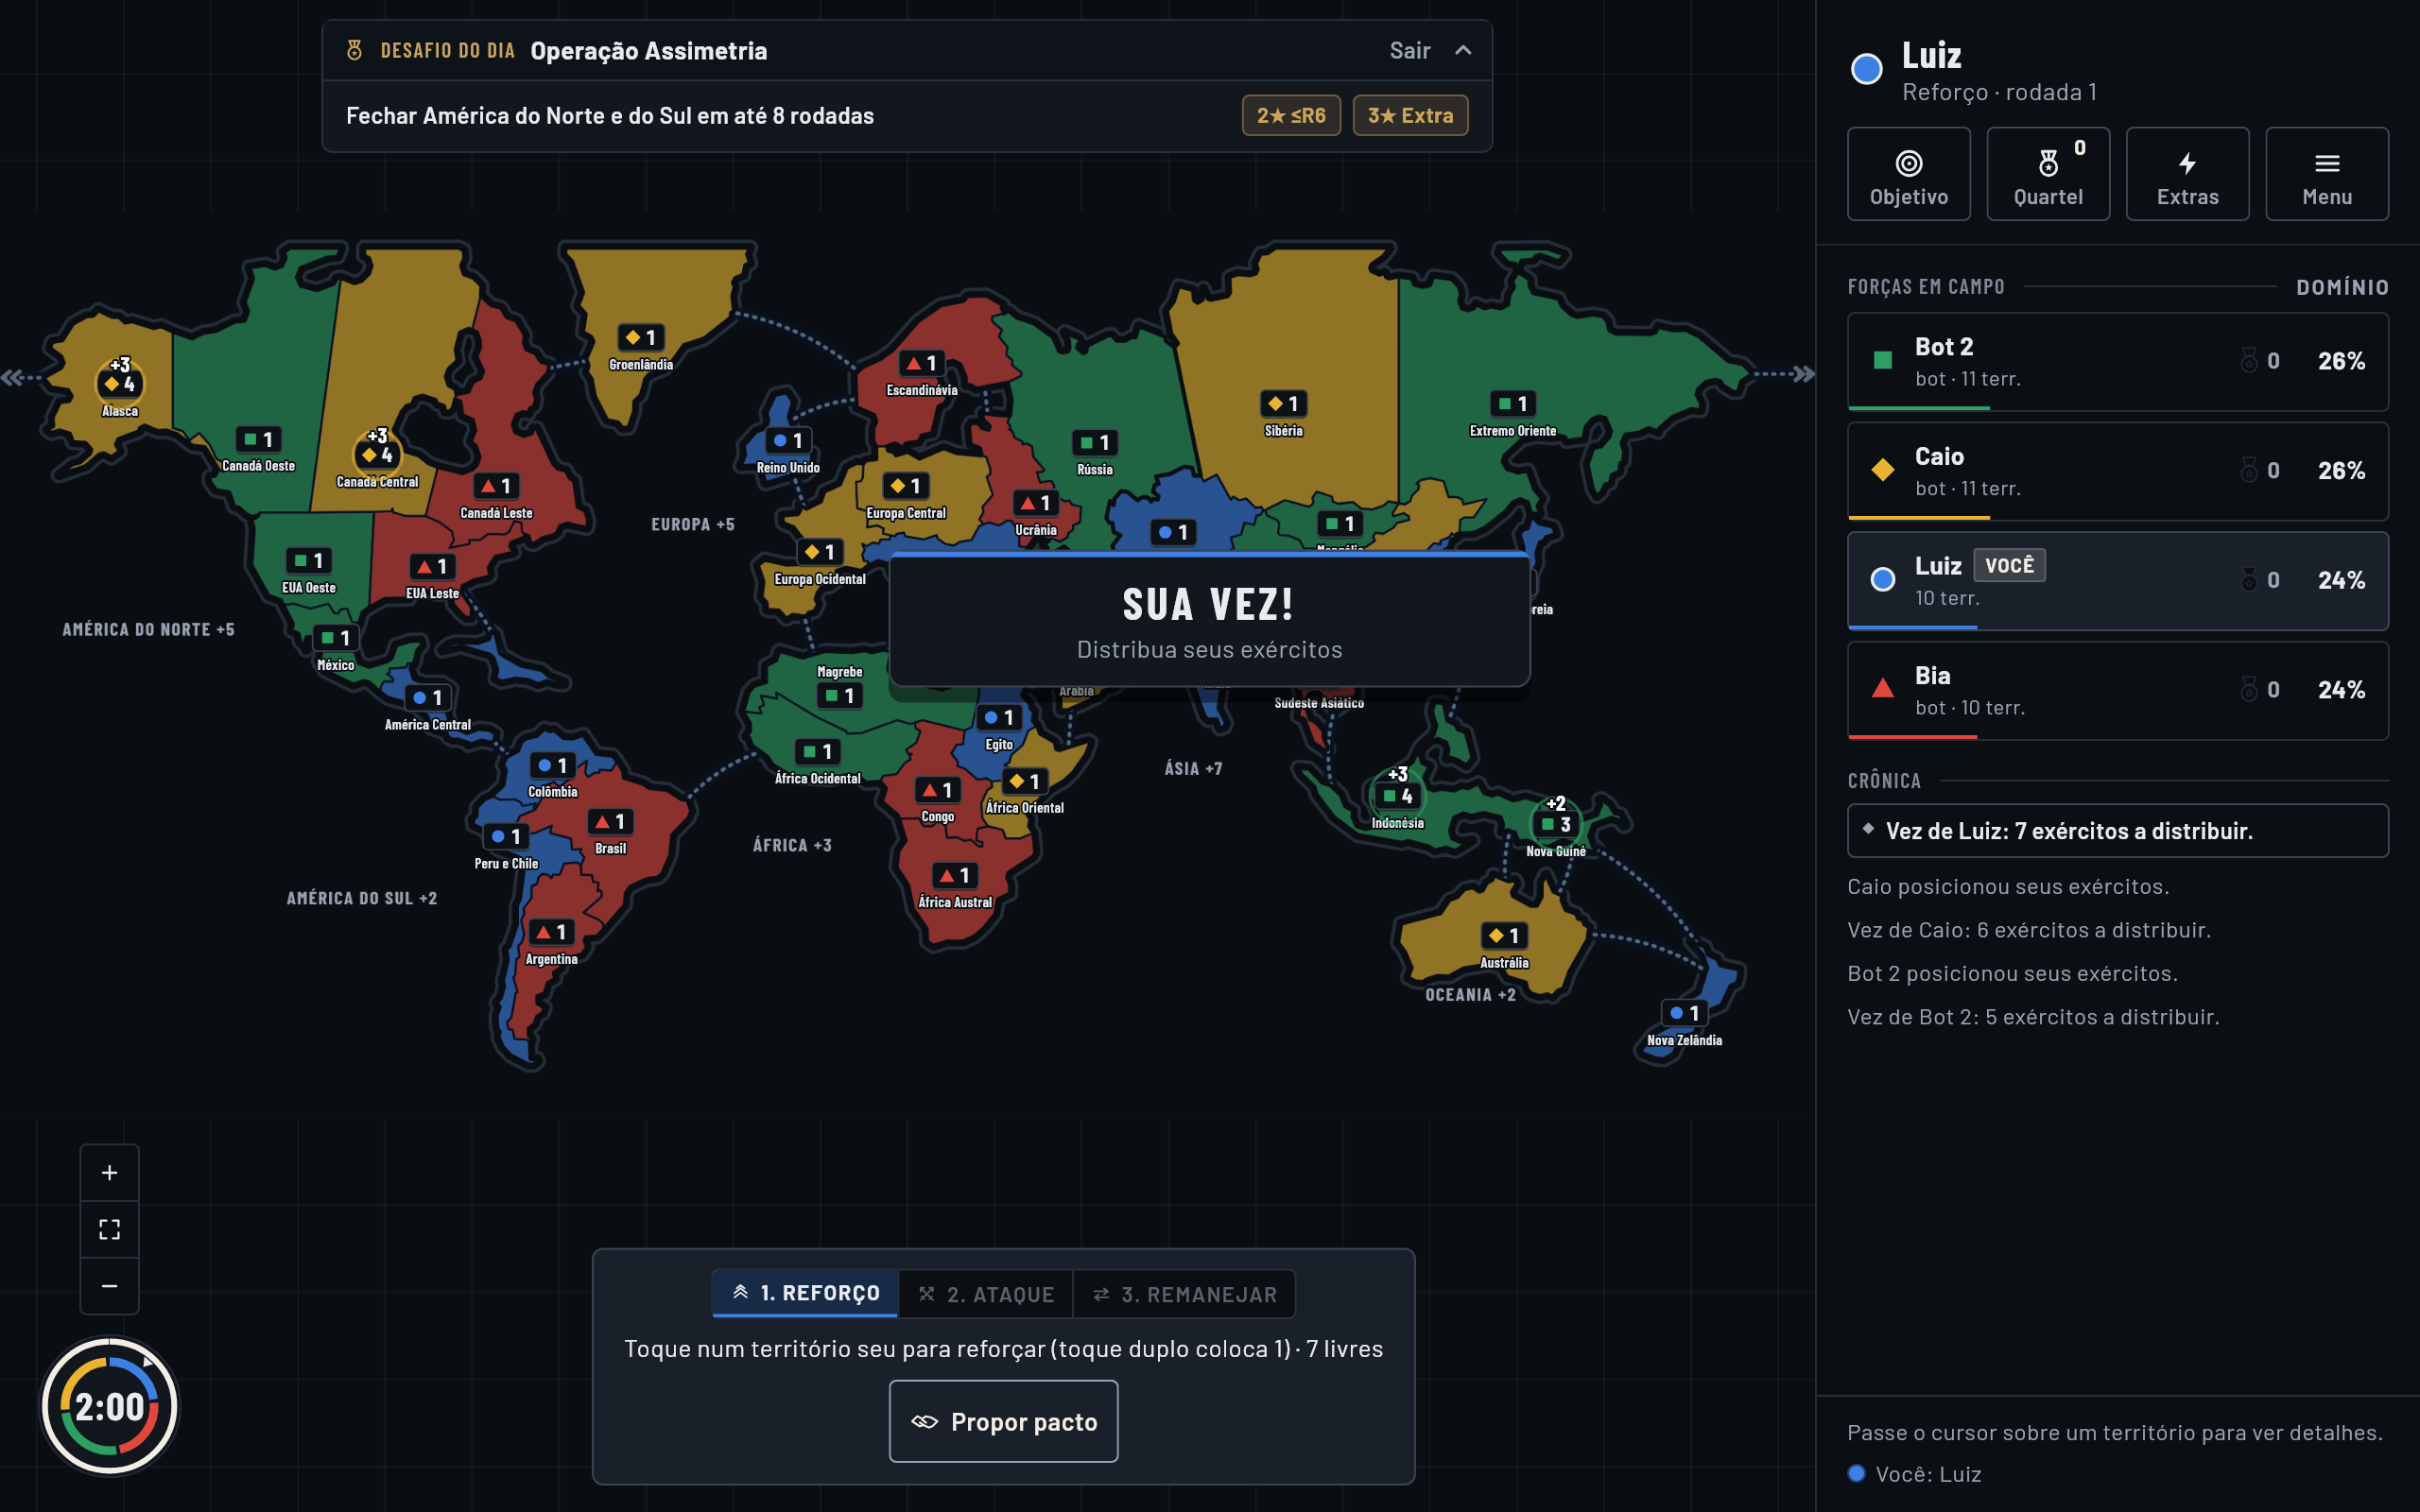 DESAFIO DO DIA Operação Assimetria Sair
Fechar América do Norte e do Sul em até 8 rodadas 2★ ≤R6 3★ Extra
Luiz
Reforço · rodada 1
0
Objetivo Quartel Extras Menu
FORÇAS EM CAMPO DOMÍNIO
Bot 2
bot · 11 terr. 0 26%
Caio
bot · 11 terr. 0 26%
Luiz VOCÊ
10 terr. 0 24%
Bia
bot · 10 terr. 0 24%
CRÔNICA
Vez de Luiz: 7 exércitos a distribuir.
Caio posicionou seus exércitos.
Vez de Caio: 6 exércitos a distribuir.
Bot 2 posicionou seus exércitos.
Vez de Bot 2: 5 exércitos a distribuir.
Passe o cursor sobre um território para ver detalhes.
Você: Luiz
+3
4
Alasca
1
Canadá Oeste
+3
4
Canadá Central
1
Canadá Leste
1
Groenlândia
1
EUA Oeste
1
EUA Leste
1
México
1
América Central
AMÉRICA DO NORTE +5
1
Colômbia
1
Peru e Chile
1
Brasil
1
Argentina
AMÉRICA DO SUL +2
1
Escandinávia
1
Reino Unido
1
Europa Central
1
Ucrânia
1
Rússia
1
Europa Ocidental
EUROPA +5
1
Sibéria
1
Extremo Oriente
1
1
Mongólia
reia
SUA VEZ!
Distribua seus exércitos
Magrebe
1
1
África Ocidental
1
Egito
1
África Oriental
1
Congo
1
África Austral
ÁFRICA +3
Arábia
Sudeste Asiático
ÁSIA +7
+3
4
Indonésia
+2
3
Nova Guiné
1
Austrália
OCEANIA +2
1
Nova Zelândia
+
−
2:00
1. REFORÇO 2. ATAQUE 3. REMANEJAR
Toque num território seu para reforçar (toque duplo coloca 1) · 7 livres
Propor pacto